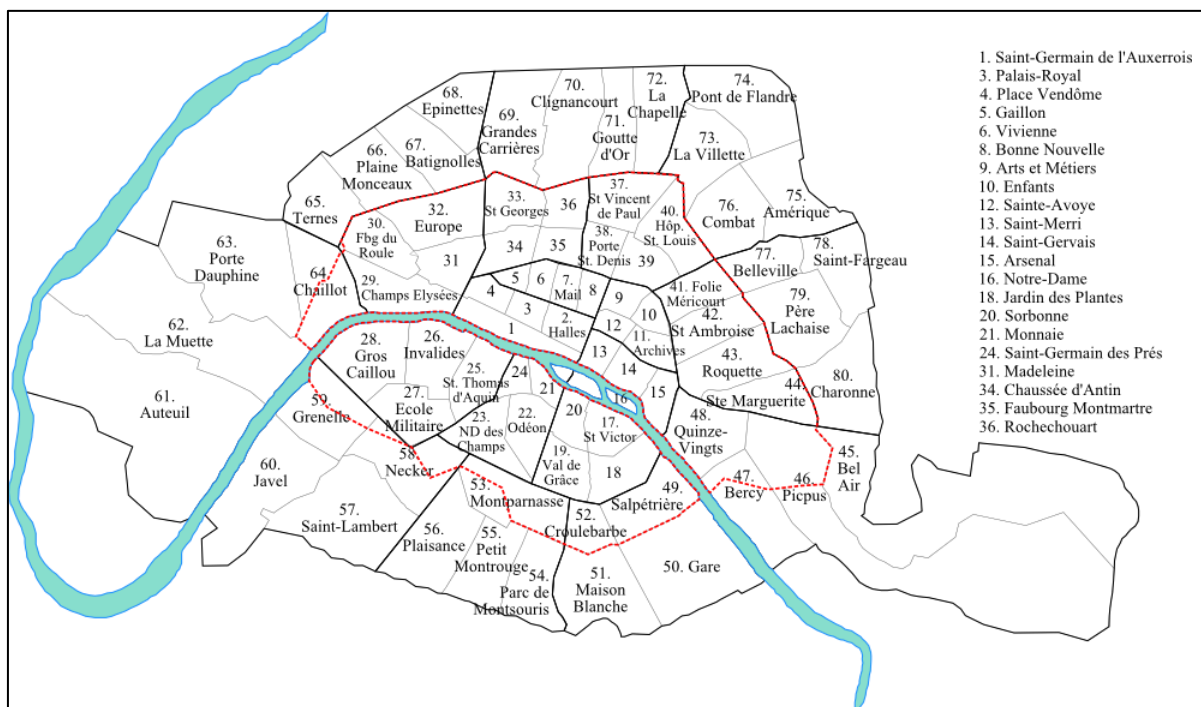 68.
Epinettes
70.
Clignancourt
72.
La
Chapelle
74.
Pont de Flandre
69.
Grandes
Carrières
71.
Goutte
d'Or
73.
La Villette
66.
Plaine
Monceaux
67.
Batignolles
65.
Ternes
63.
Porte
Dauphine
64.
Chaillot
62.
La Muette
61.
Auteuil
30.
Fbg du
Roule
32.
Europe
33.
St Georges
36
37.
St Vincent
de Paul
40.
Hôp.
St. Louis
76.
Combat
75.
Amérique
31
34
35
38.
Porte
St. Denis
39
77.
Belleville
78.
Saint-Fargeau
29.
Champs Elysées
4
5
6
7.
Mail
8
9
10
41. Folie
Méricourt
42.
St Ambroise
79.
Père
Lachaise
3
2.
Halles
1
12
11.
Archives
43.
Roquette
44.
Ste Marguerite
80.
Charonne
28.
Gros
Caillou
26.
Invalides
25.
St. Thomas
d'Aquin
24
21
13
14
15
16
27.
Ecole
Militaire
23.
ND des
Champs
22.
Odéon
20
17.
St Victor
19.
Val de
Grâce
18
48.
Quinze-
Vingts
47.
Bercy
46.
Picpus
45.
Bel
Air
59.
Grenelle
58.
Necker
60.
Javel
57.
Saint-Lambert
53.
Montparnasse
56.
Plaisance
55.
Petit
Montrouge
54.
Parc de
Montsouris
49.
Salpétrière
52.
Croulebarbe
51.
Maison
Blanche
50. Gare
1. Saint-Germain de l'Auxerrois
3. Palais-Royal
4. Place Vendôme
5. Gaillon
6. Vivienne
8. Bonne Nouvelle
9. Arts et Métiers
10. Enfants
12. Sainte-Avoye
13. Saint-Merri
14. Saint-Gervais
15. Arsenal
16. Notre-Dame
18. Jardin des Plantes
20. Sorbonne
21. Monnaie
24. Saint-Germain des Prés
31. Madeleine
34. Chaussée d'Antin
35. Faubourg Montmartre
36. Rochechouart